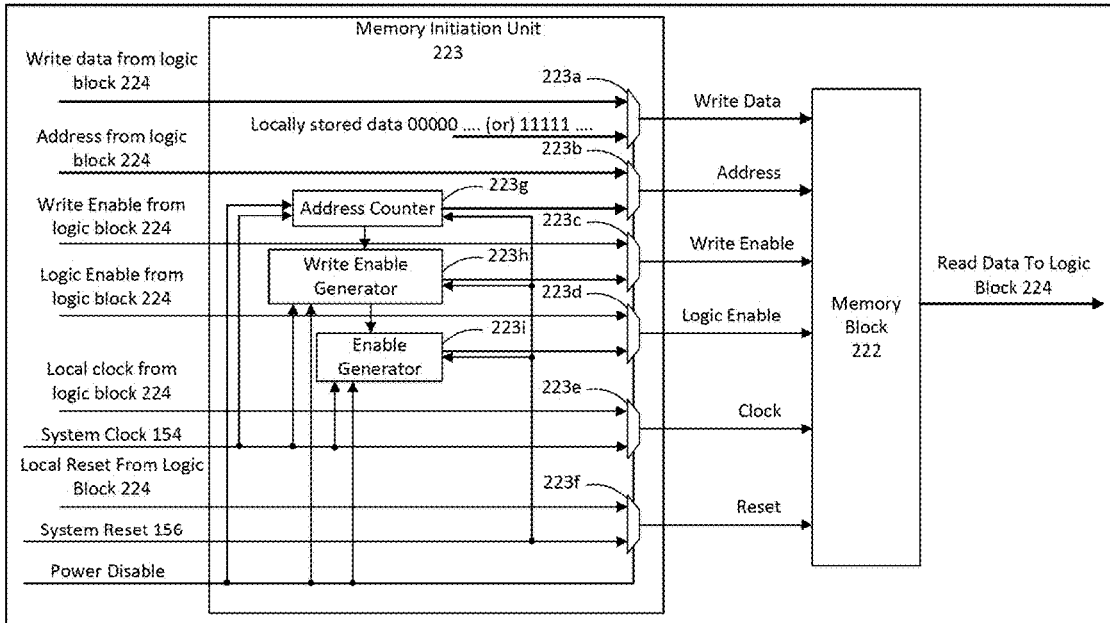 Memory Initiation Unit
223
Write data from logic
block 224
223a
Write Data
Locally stored data 00000 .... (or) 11111 ....
Address from logic
block 224
223b
Address
223g
Address Counter
Write Enable from
logic block 224
223c
Write Enable
Write Enable
Generator
223h
Logic Enable from
logic block 224
223d
Logic Enable
Read Data To Logic
Block 224
Memory
Block
222
223i
Enable
Generator
Local clock from
logic block 224
223e
Clock
System Clock 154
Local Reset From Logic
Block 224
223f
Reset
System Reset 156
Power Disable